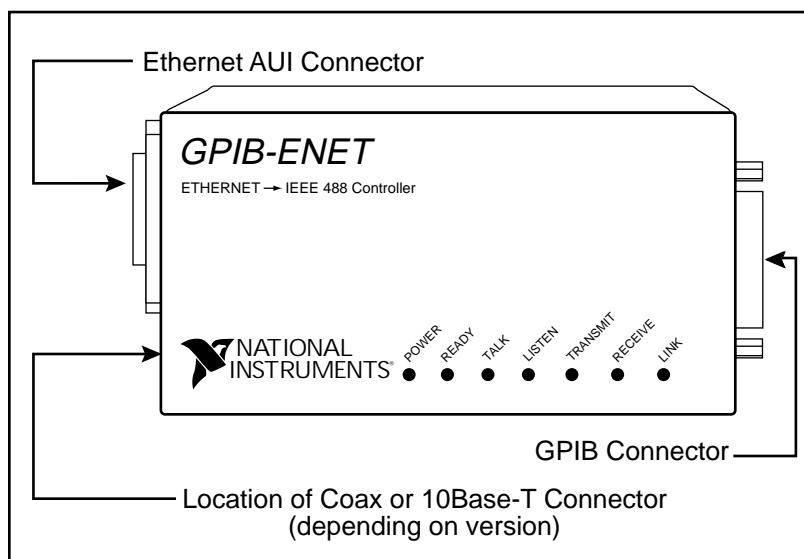 Ethernet AUI Connector
GPIB-ENET
ETHERNET → IEEE 488 Controller
NATIONAL
INSTRUMENTS®
POWER
READY
TALK
LISTEN
TRANSMIT
RECEIVE
LINK
GPIB Connector
Location of Coax or 10Base-T Connector
(depending on version)